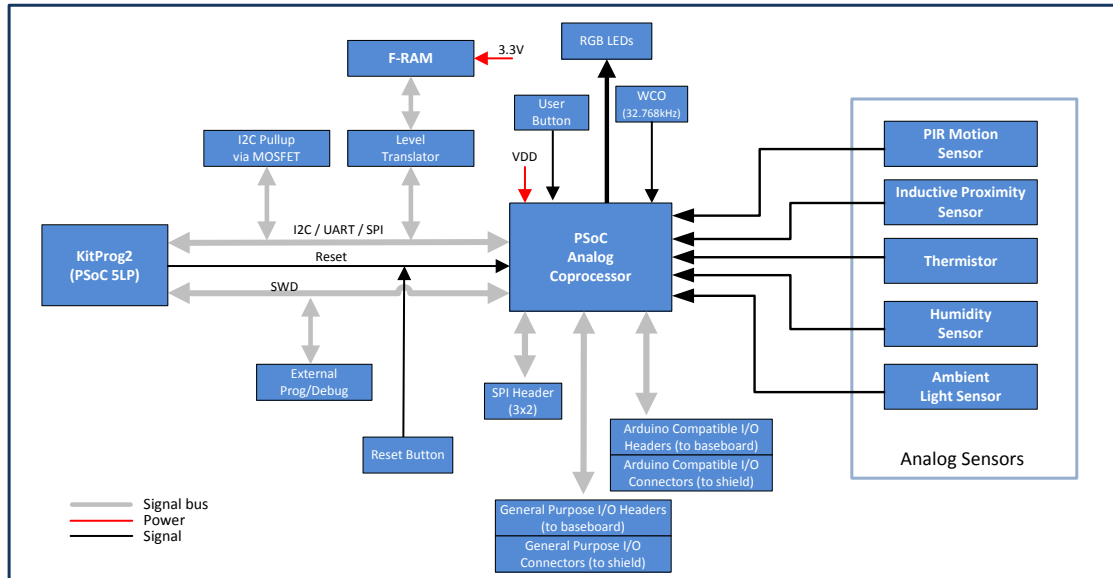 RGB LEDs
F-RAM
3.3V
User
Button
WCO
(32.768kHz)
I2C Pullup
via MOSFET
Level
Translator
VDD
PIR Motion
Sensor
Inductive Proximity
Sensor
Thermistor
Humidity
Sensor
Ambient
Light Sensor
Analog Sensors
KitProg2
(PSoC 5LP)
I2C / UART / SPI
Reset
SWD
PSoC
Analog
Coprocessor
External
Prog/Debug
Reset Button
SPI Header
(3x2)
Arduino Compatible I/O
Headers (to baseboard)
Arduino Compatible I/O
Connectors (to shield)
General Purpose I/O Headers
(to baseboard)
General Purpose I/O
Connectors (to shield)
Signal bus
Power
Signal